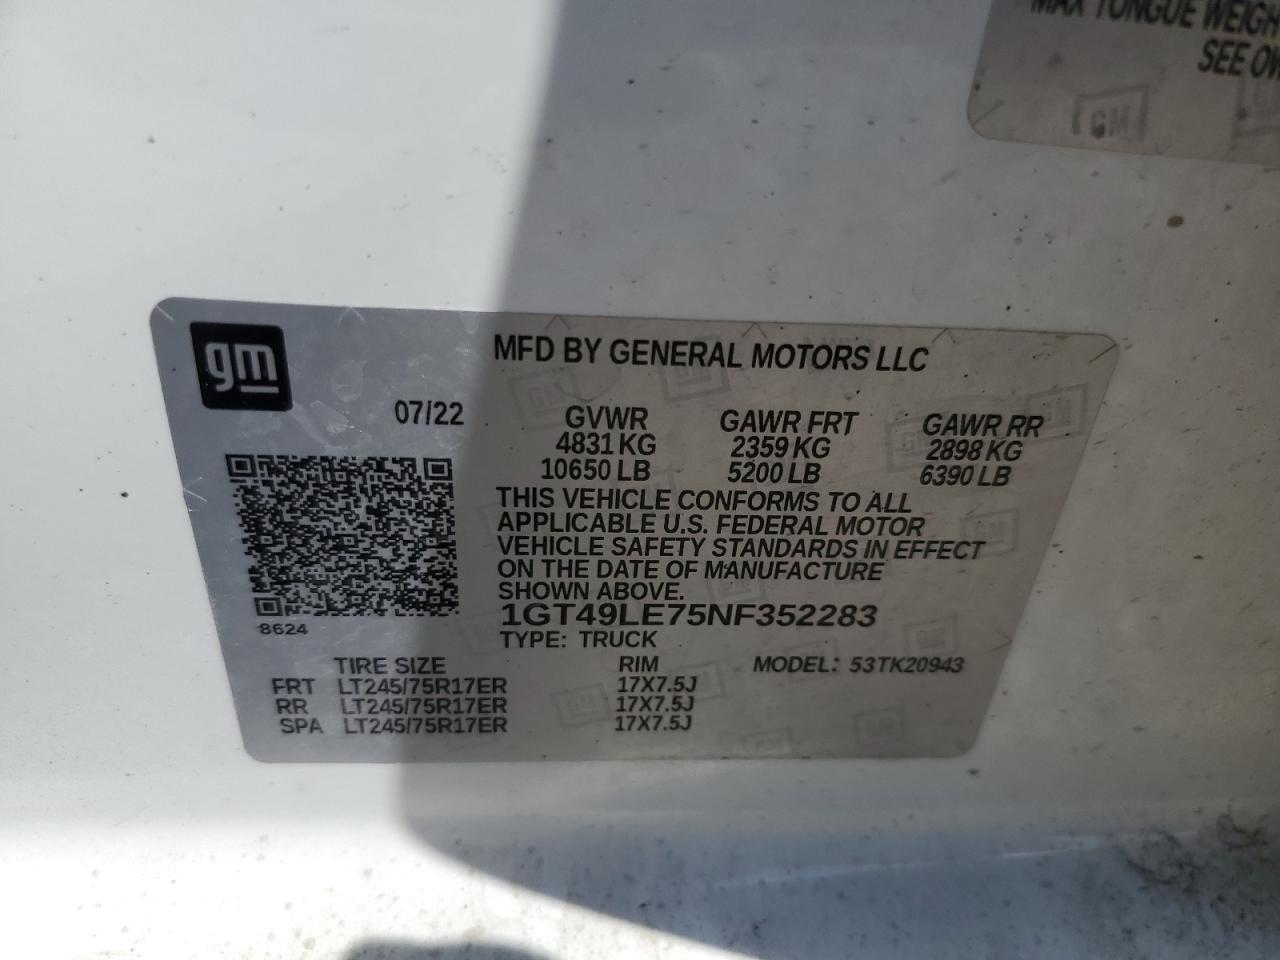 MAX TONGUE WEIGH
SEE OW
GM
gm
MFD BY GENERAL MOTORS LLC
07/22
GVWR GAWR FRT GAWR RR
4831 KG 2359 KG 2898 KG
10650 LB 5200 LB 6390 LB
THIS VEHICLE CONFORMS TO ALL
APPLICABLE U.S. FEDERAL MOTOR
VEHICLE SAFETY STANDARDS IN EFFECT
ON THE DATE OF MANUFACTURE
SHOWN ABOVE.
1GT49LE75NF352283
8624
TYPE: TRUCK
TIRE SIZE RIM MODEL: 53TK20943
FRT LT245/75R17ER 17X7.5J
RR LT245/75R17ER 17X7.5J
SPA LT245/75R17ER 17X7.5J